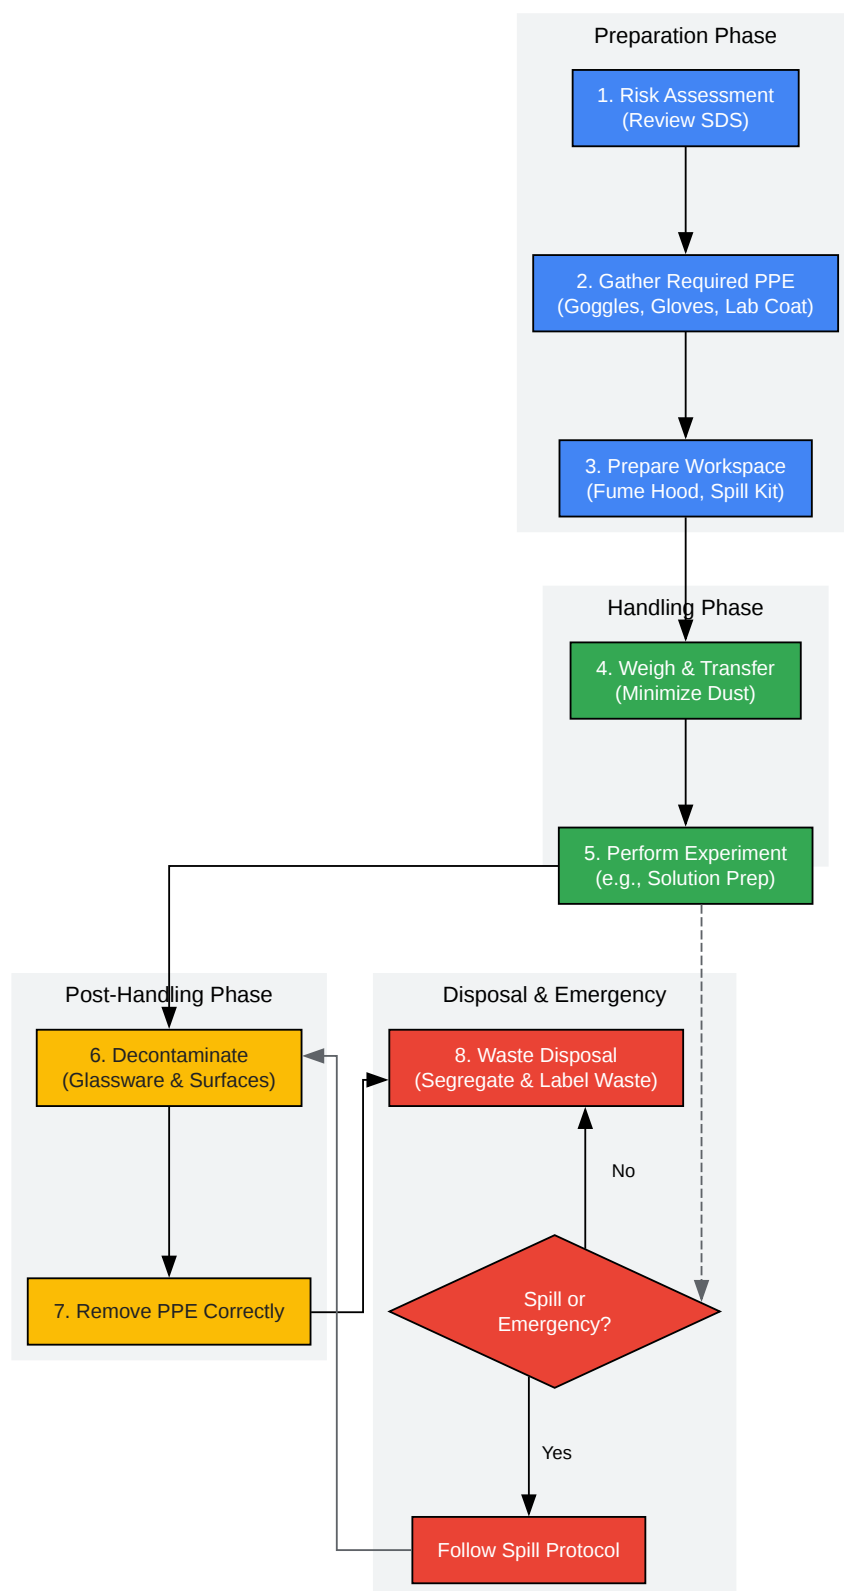 Preparation Phase
1. Risk Assessment
(Review SDS)
2. Gather Required PPE
(Goggles, Gloves, Lab Coat)
3. Prepare Workspace
(Fume Hood, Spill Kit)
Handling Phase
4. Weigh & Transfer
(Minimize Dust)
5. Perform Experiment
(e.g., Solution Prep)
Post-Handling Phase
6. Decontaminate
(Glassware & Surfaces)
7. Remove PPE Correctly
Disposal & Emergency
8. Waste Disposal
(Segregate & Label Waste)
No
Spill or
Emergency?
Yes
Follow Spill Protocol